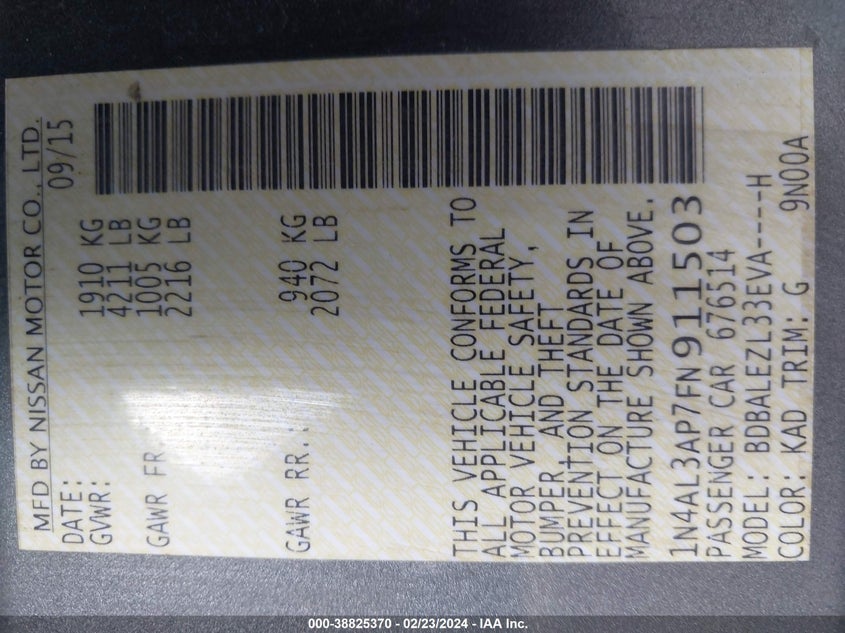 MFD BY NISSAN MOTOR CO., LTD.
DATE: 09/15
GVWR: 1910 KG
4211 LB
GAWR FR 1005 KG
2216 LB
GAWR RR.: 940 KG
2072 LB
THIS VEHICLE CONFORMS TO
ALL APPLICABLE FEDERAL
MOTOR VEHICLE SAFETY,
BUMPER, AND THEFT
PREVENTION STANDARDS IN
EFFECT ON THE DATE OF
MANUFACTURE SHOWN ABOVE.
1N4AL3AP7FN911503
PASSENGER CAR 676514
MODEL: BDBALEZL33EVA----H
COLOR: KAD TRIM: G 9N00A
000-38825370 - 02/23/2024 - IAA Inc.